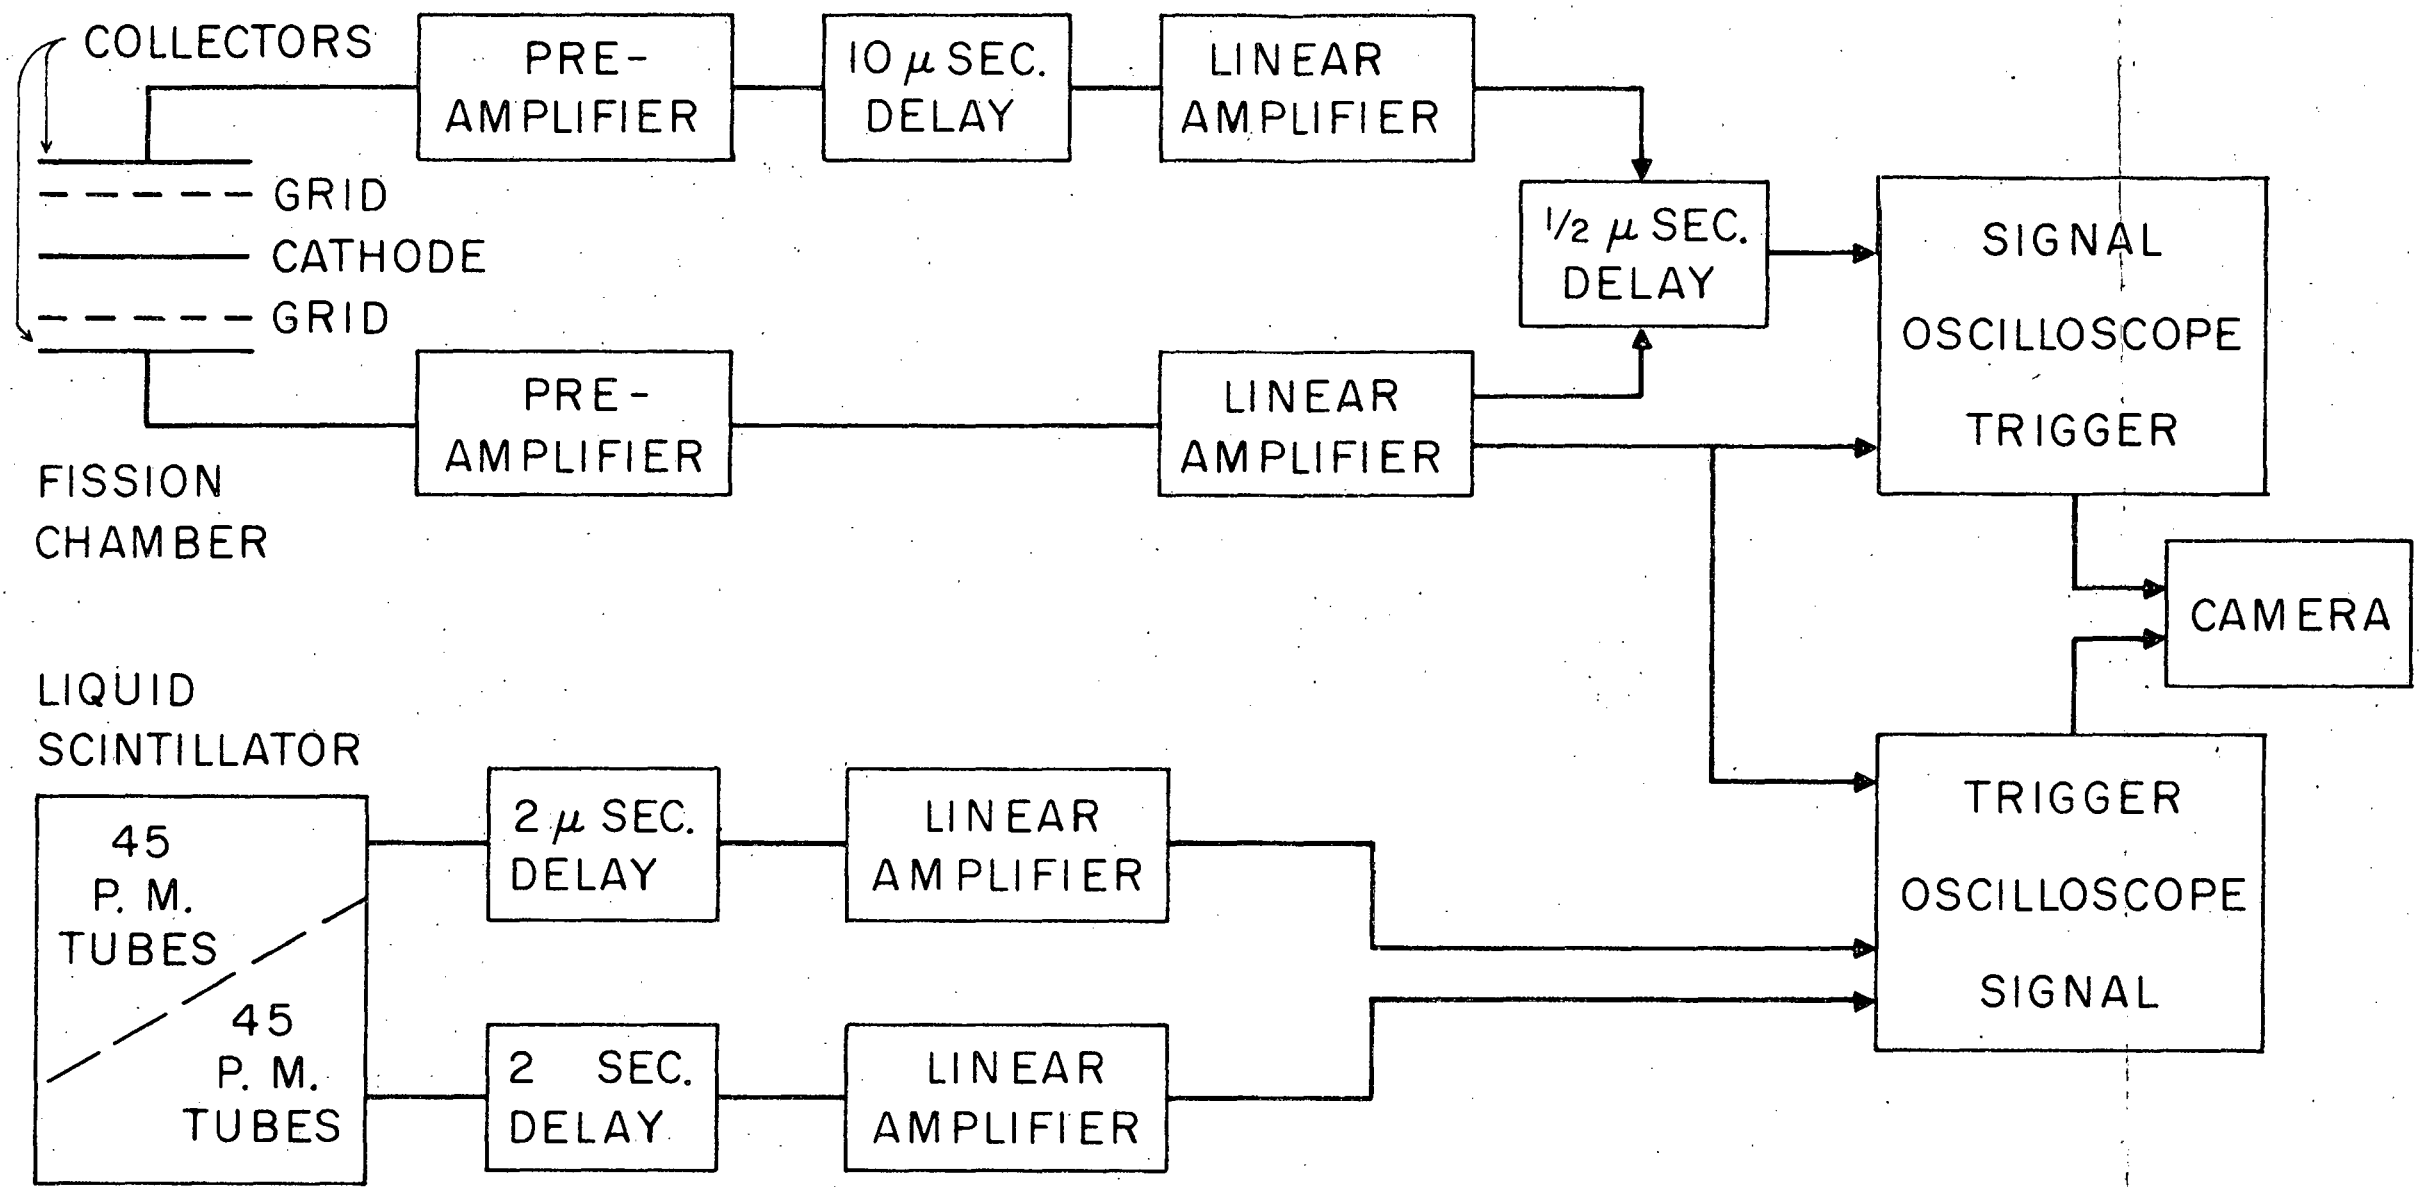 COLLECTORS
PRE-
AMPLIFIER
10 μ SEC.
DELAY
LINEAR
AMPLIFIER
GRID
CATHODE
GRID
1/2 μ SEC.
DELAY
SIGNAL
OSCILLOSCOPE
TRIGGER
PRE-
AMPLIFIER
LINEAR
AMPLIFIER
FISSION
CHAMBER
CAMERA
LIQUID
SCINTILLATOR
45
P. M.
TUBES
2 μ SEC.
DELAY
LINEAR
AMPLIFIER
TRIGGER
OSCILLOSCOPE
SIGNAL
45
P. M.
TUBES
2 SEC.
DELAY
LINEAR
AMPLIFIER